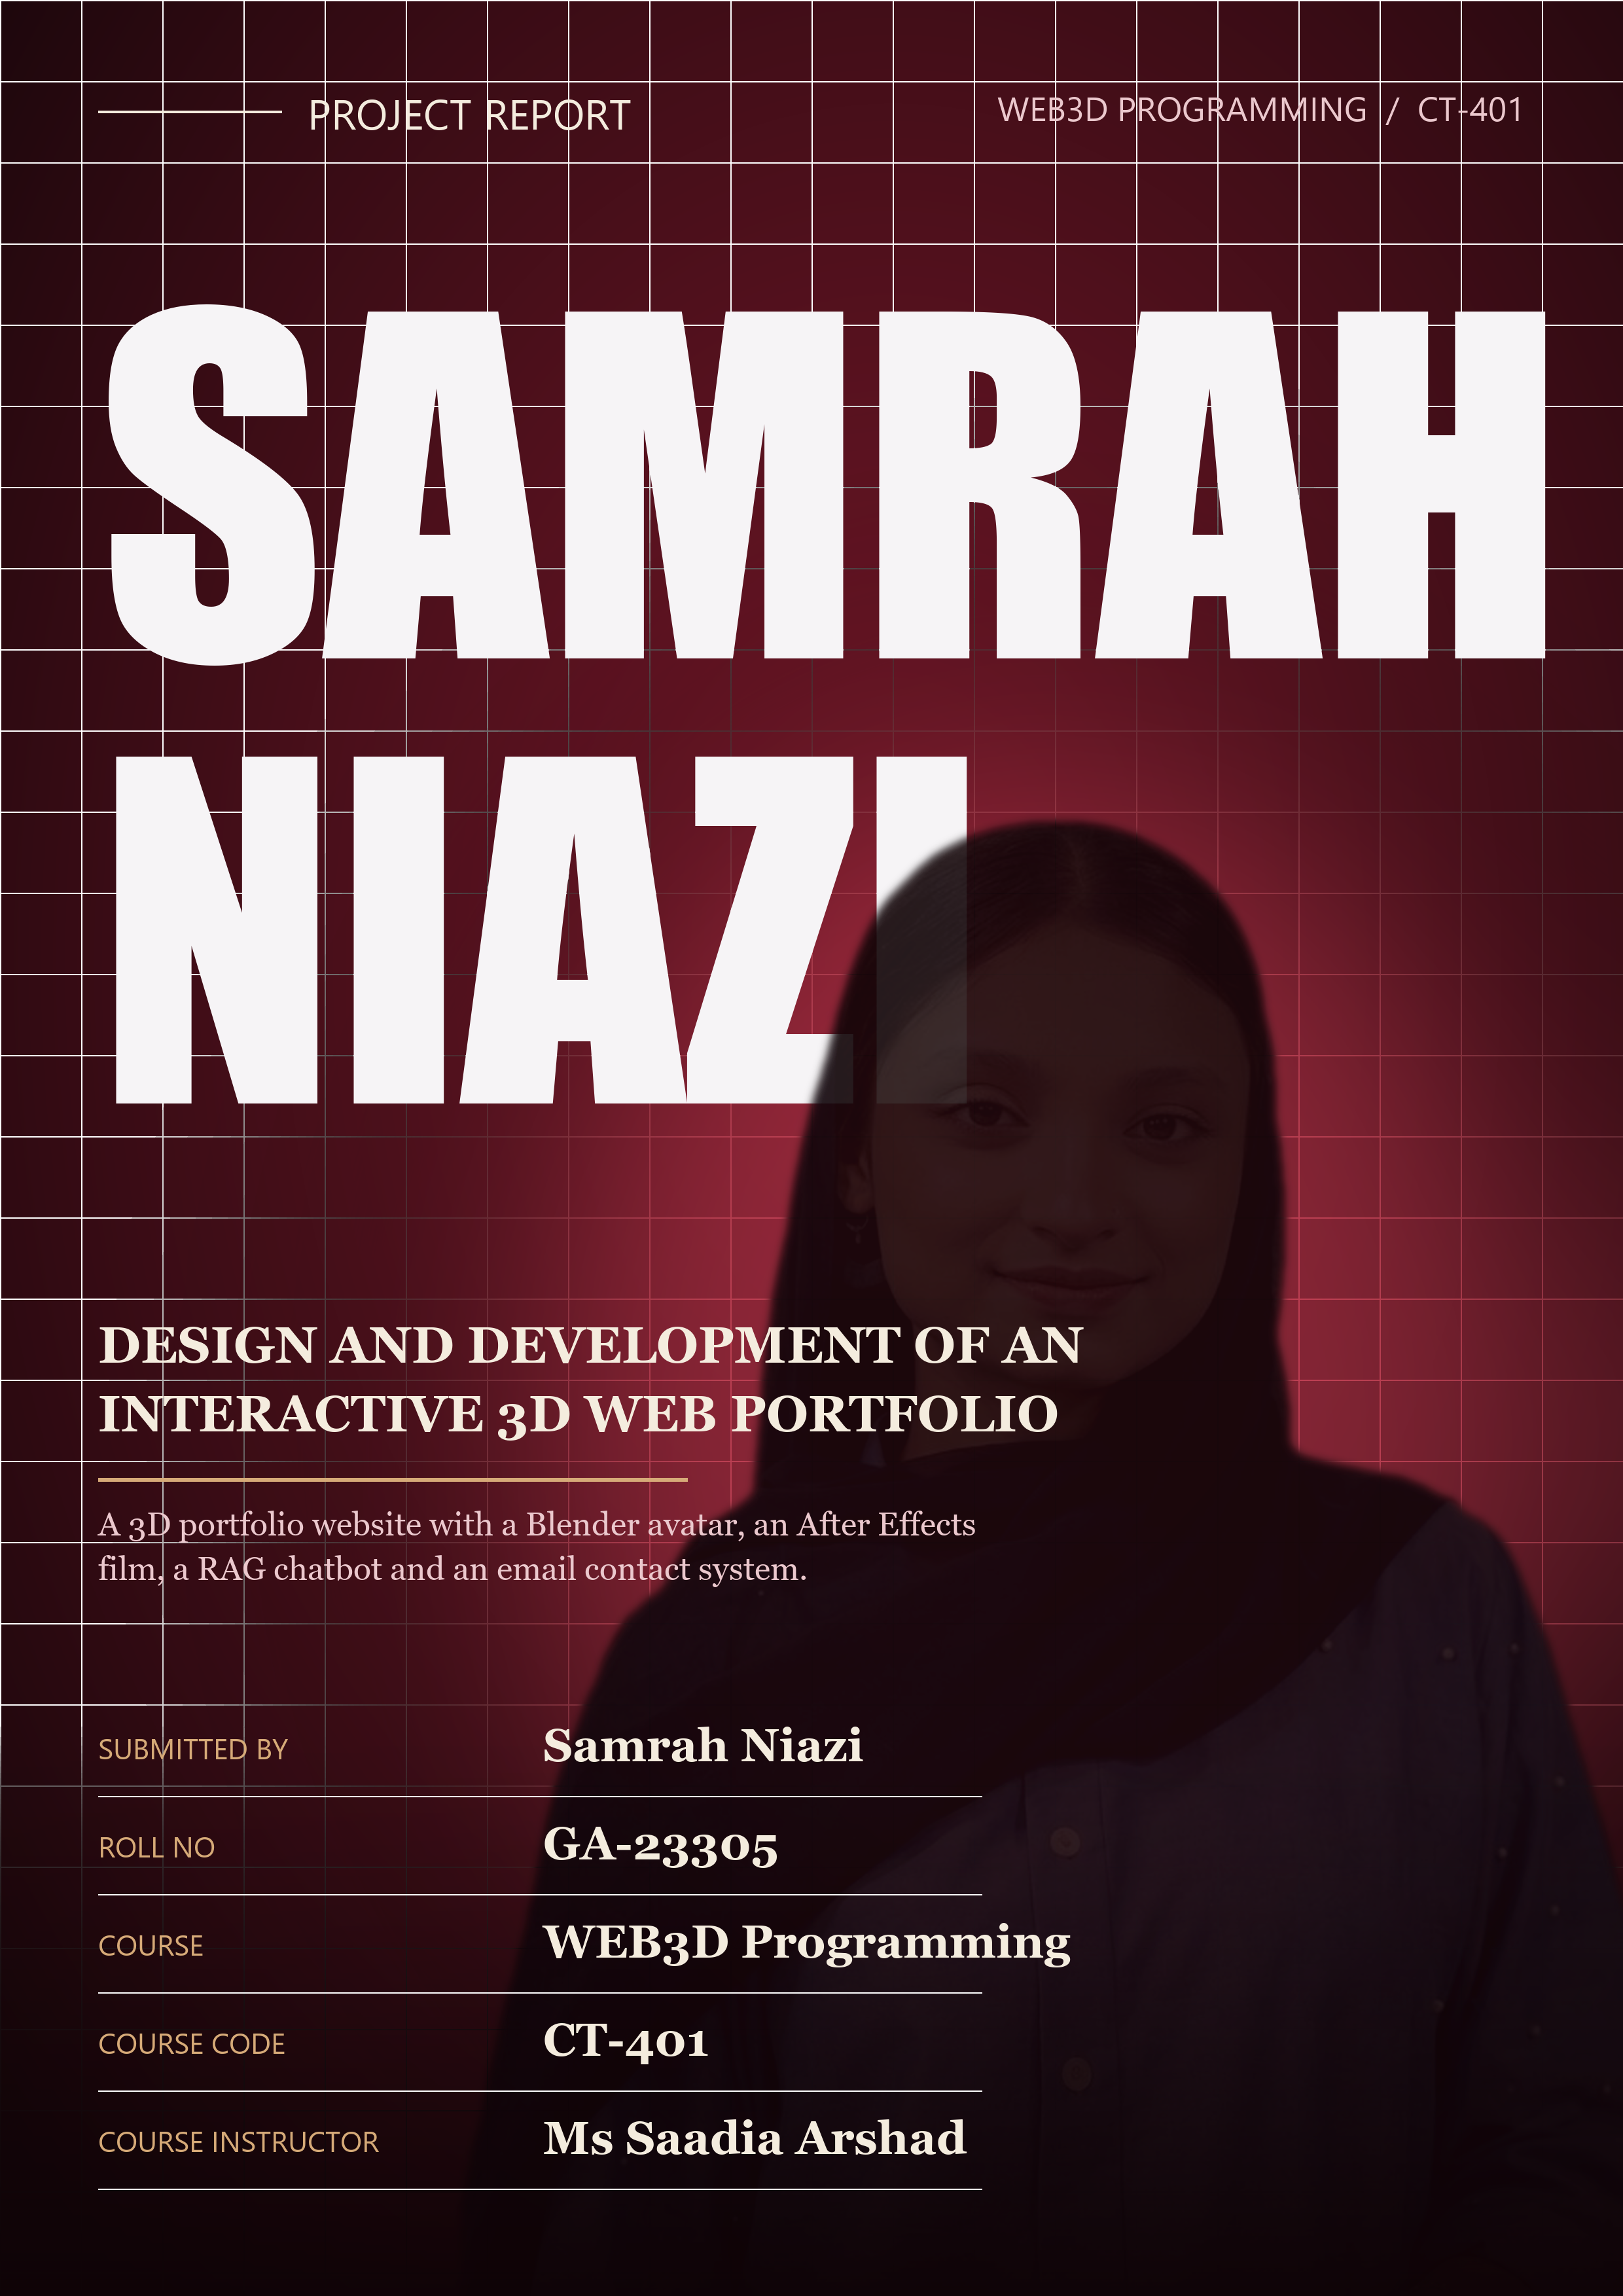 PROJECT REPORT
WEB3D PROGRAMMING / CT-401
SAMRAH
NIAZI
DESIGN AND DEVELOPMENT OF AN
INTERACTIVE 3D WEB PORTFOLIO
A 3D portfolio website with a Blender avatar, an After Effects
film, a RAG chatbot and an email contact system.
SUBMITTED BY Samrah Niazi
ROLL NO GA-23305
COURSE WEB3D Programming
COURSE CODE CT-401
COURSE INSTRUCTOR Ms Saadia Arshad